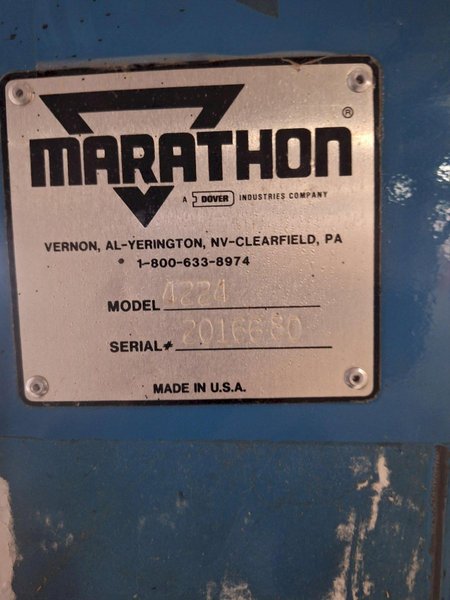 MARATHON ®
A DOVER INDUSTRIES COMPANY
VERNON, AL-YERINGTON, NV-CLEARFIELD, PA
1-800-633-8974
MODEL 4224
SERIAL# 2016680
MADE IN U.S.A.